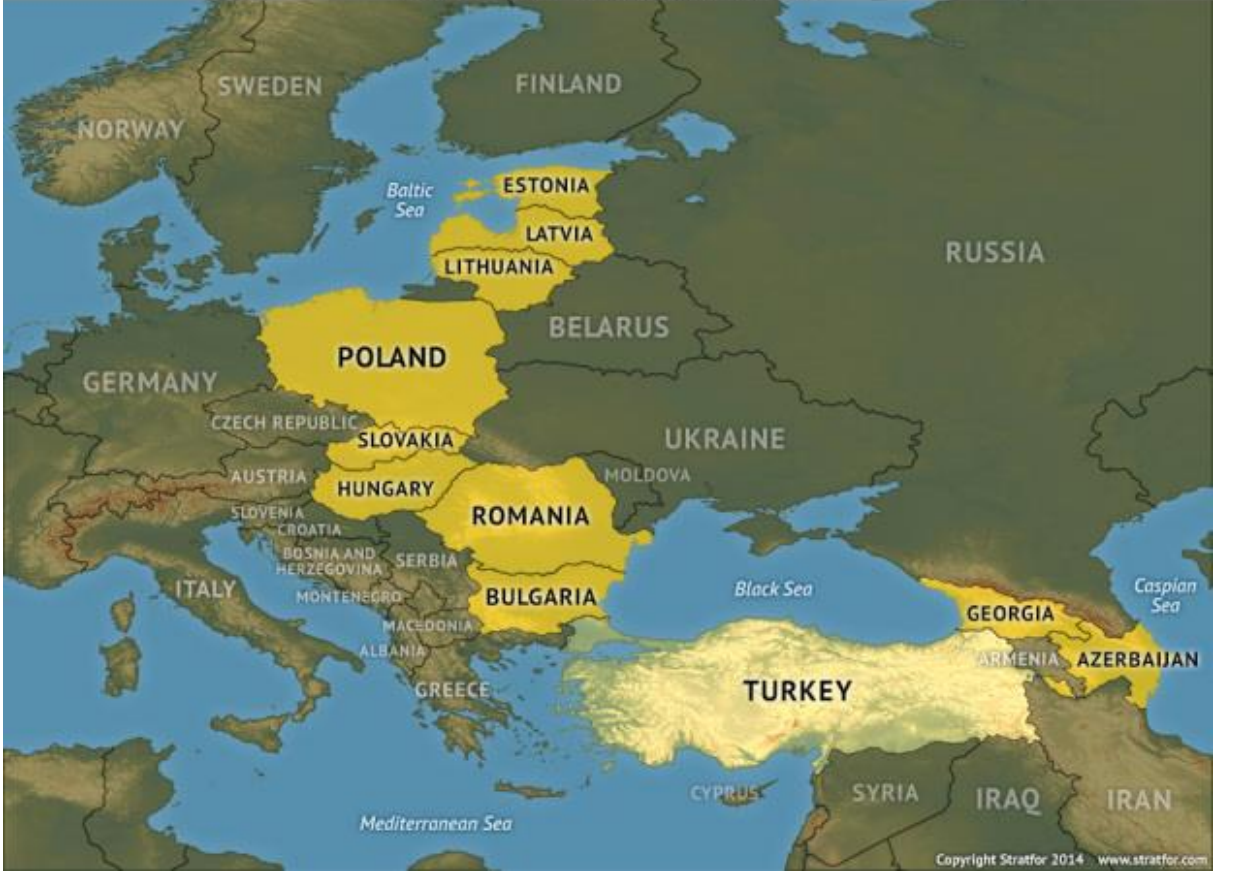 SWEDEN
FINLAND
NORWAY
Baltic
Sea
ESTONIA
LATVIA
LITHUANIA
RUSSIA
BELARUS
POLAND
GERMANY
CZECH REPUBLIC
SLOVAKIA
UKRAINE
AUSTRIA
MOLDOVA
HUNGARY
SLOVENIA
ROMANIA
CROATIA
BOSNIA AND
HERZEGOVINA
SERBIA
ITALY
MONTENEGRO
BULGARIA
Black Sea
Caspian
Sea
GEORGIA
MACEDONIA
ALBANIA
ARMENIA
AZERBAIJAN
GREECE
TURKEY
CYPRUS
SYRIA
IRAQ
IRAN
Mediterranean Sea
Copyright Stratfor 2014 www.stratfor.com